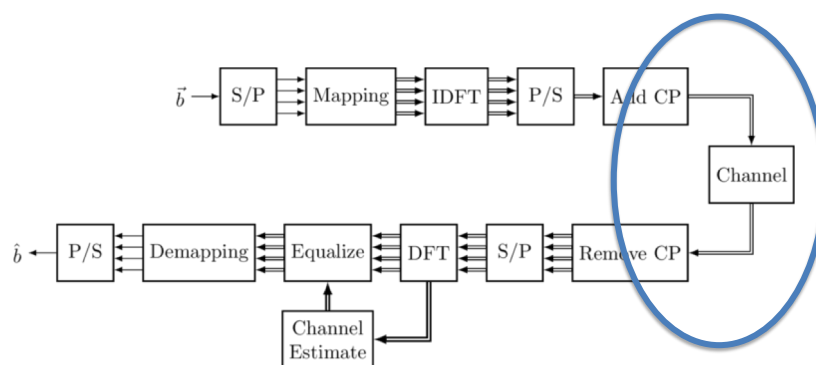 b⃗ S/P Mapping IDFT P/S Add CP
Channel
b̂ P/S Demapping Equalize DFT S/P Remove CP
Channel
Estimate